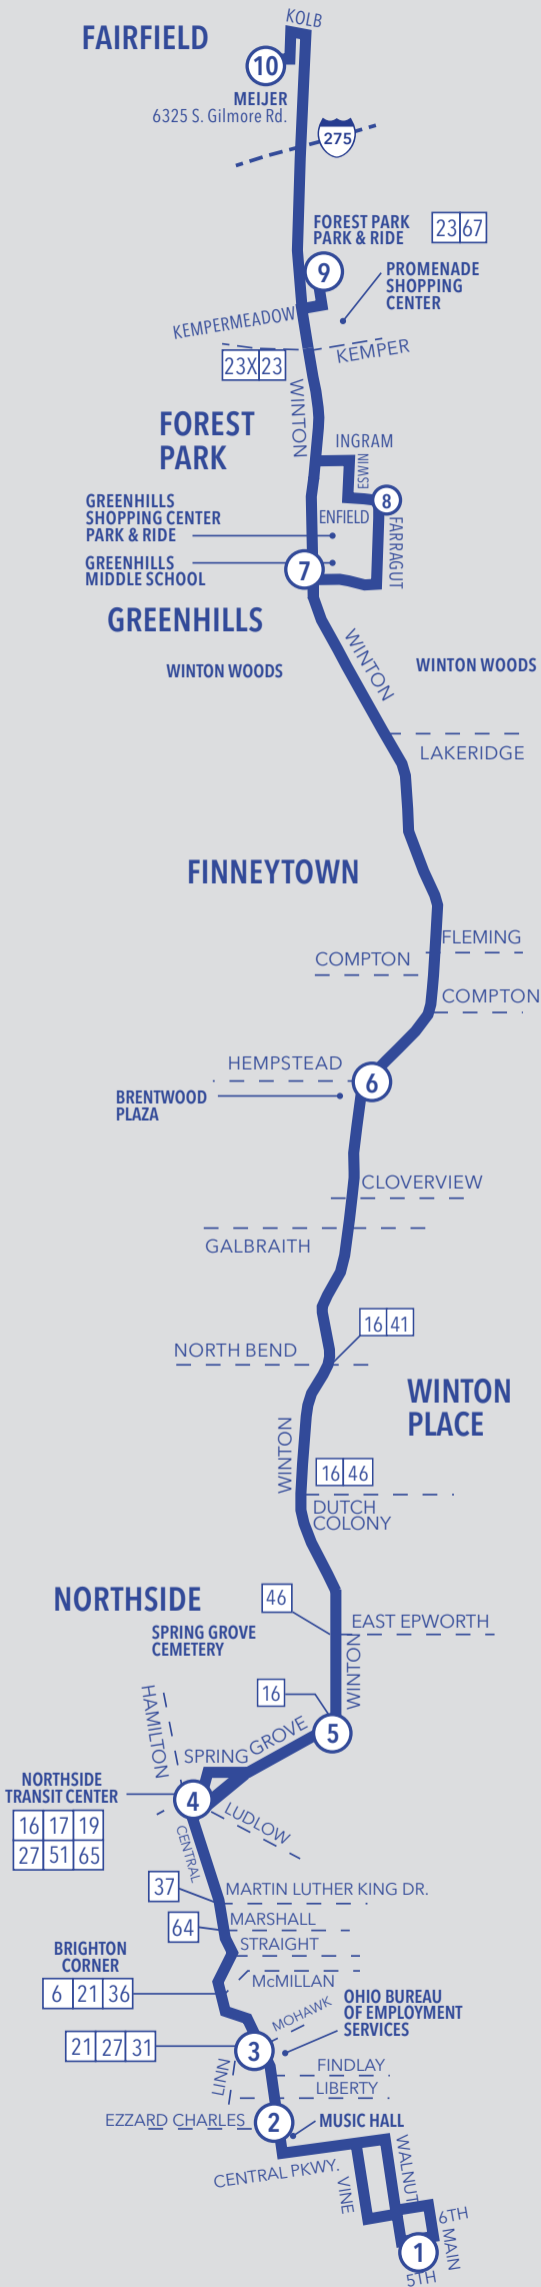 KOLB
FAIRFIELD
10
MEIJER
6325 S. Gilmore Rd.
275
FOREST PARK
PARK & RIDE
23 67
9
PROMENADE
SHOPPING
CENTER
KEMPERMEADOW
KEMPER
23X 23
WINTON
FOREST
PARK
INGRAM
ESWIN
8
GREENHILLS
SHOPPING CENTER
PARK & RIDE
ENFIELD
FARRAGUT
GREENHILLS
MIDDLE SCHOOL
7
GREENHILLS
WINTON
WINTON WOODS
WINTON WOODS
LAKERIDGE
FINNEYTOWN
FLEMING
COMPTON
COMPTON
HEMPSTEAD
6
BRENTWOOD
PLAZA
CLOVERVIEW
GALBRAITH
16 41
NORTH BEND
WINTON
PLACE
WINTON
16 46
DUTCH
COLONY
NORTHSIDE
46
EAST EPWORTH
SPRING GROVE
CEMETERY
WINTON
16
HAMILTON
5
SPRING GROVE
NORTHSIDE
TRANSIT CENTER
4
16 17 19
27 51 65
LUDLOW
CENTRAL
37
MARTIN LUTHER KING DR.
64
MARSHALL
STRAIGHT
BRIGHTON
CORNER
McMILLAN
6 21 36
OHIO BUREAU
OF EMPLOYMENT
SERVICES
MOHAWK
21 27 31
3
LINN
FINDLAY
LIBERTY
EZZARD CHARLES
2
MUSIC HALL
CENTRAL PKWY.
VINE
WALNUT
6TH
MAIN
1
5TH